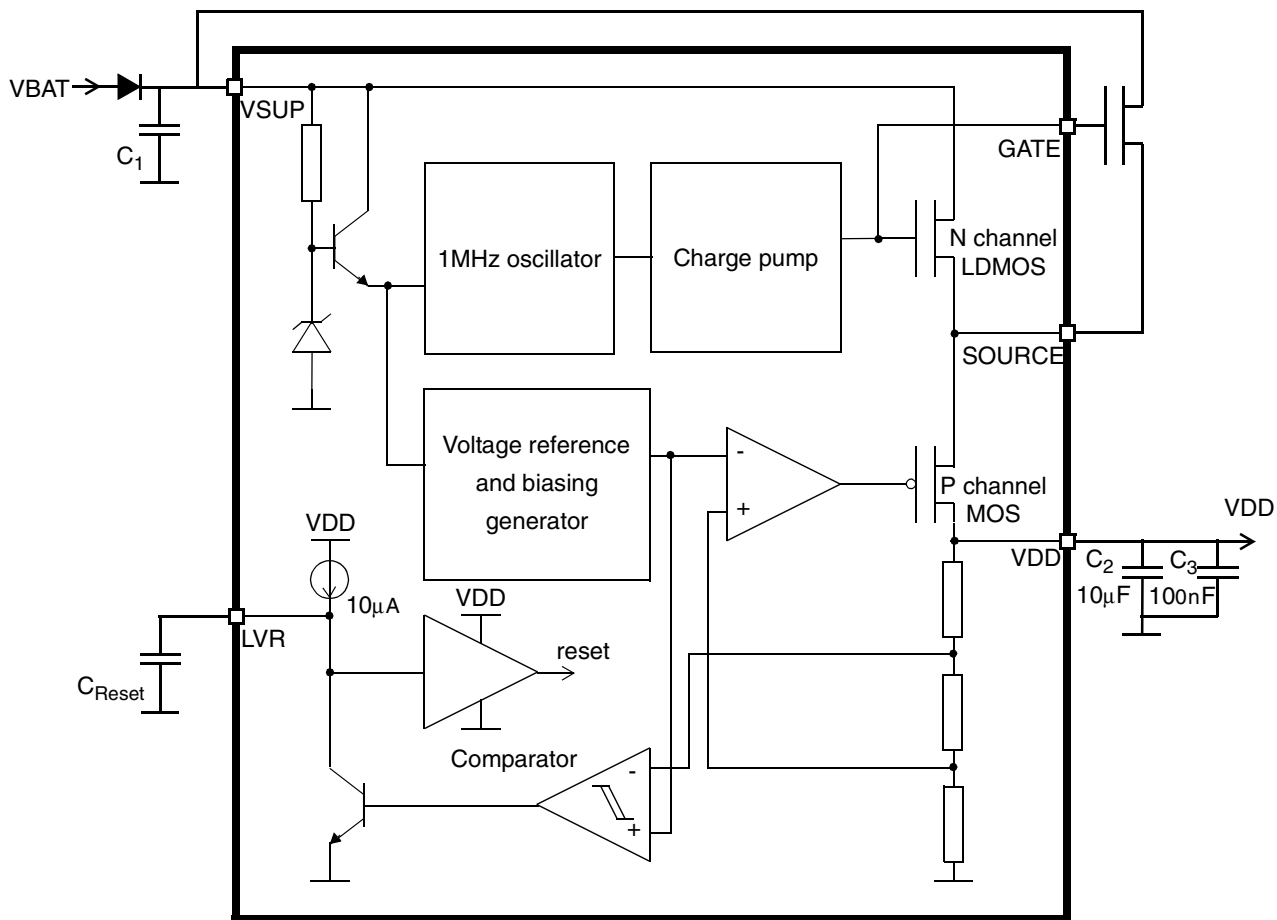 VBAT
VSUP
C1
GATE
1MHz oscillator
Charge pump
N channel
LDMOS
SOURCE
Voltage reference
and biasing
generator
-
+
P channel
MOS
VDD
VDD
VDD
C2
10µF
C3
100nF
10µA
LVR
VDD
reset
CReset
Comparator
-
+